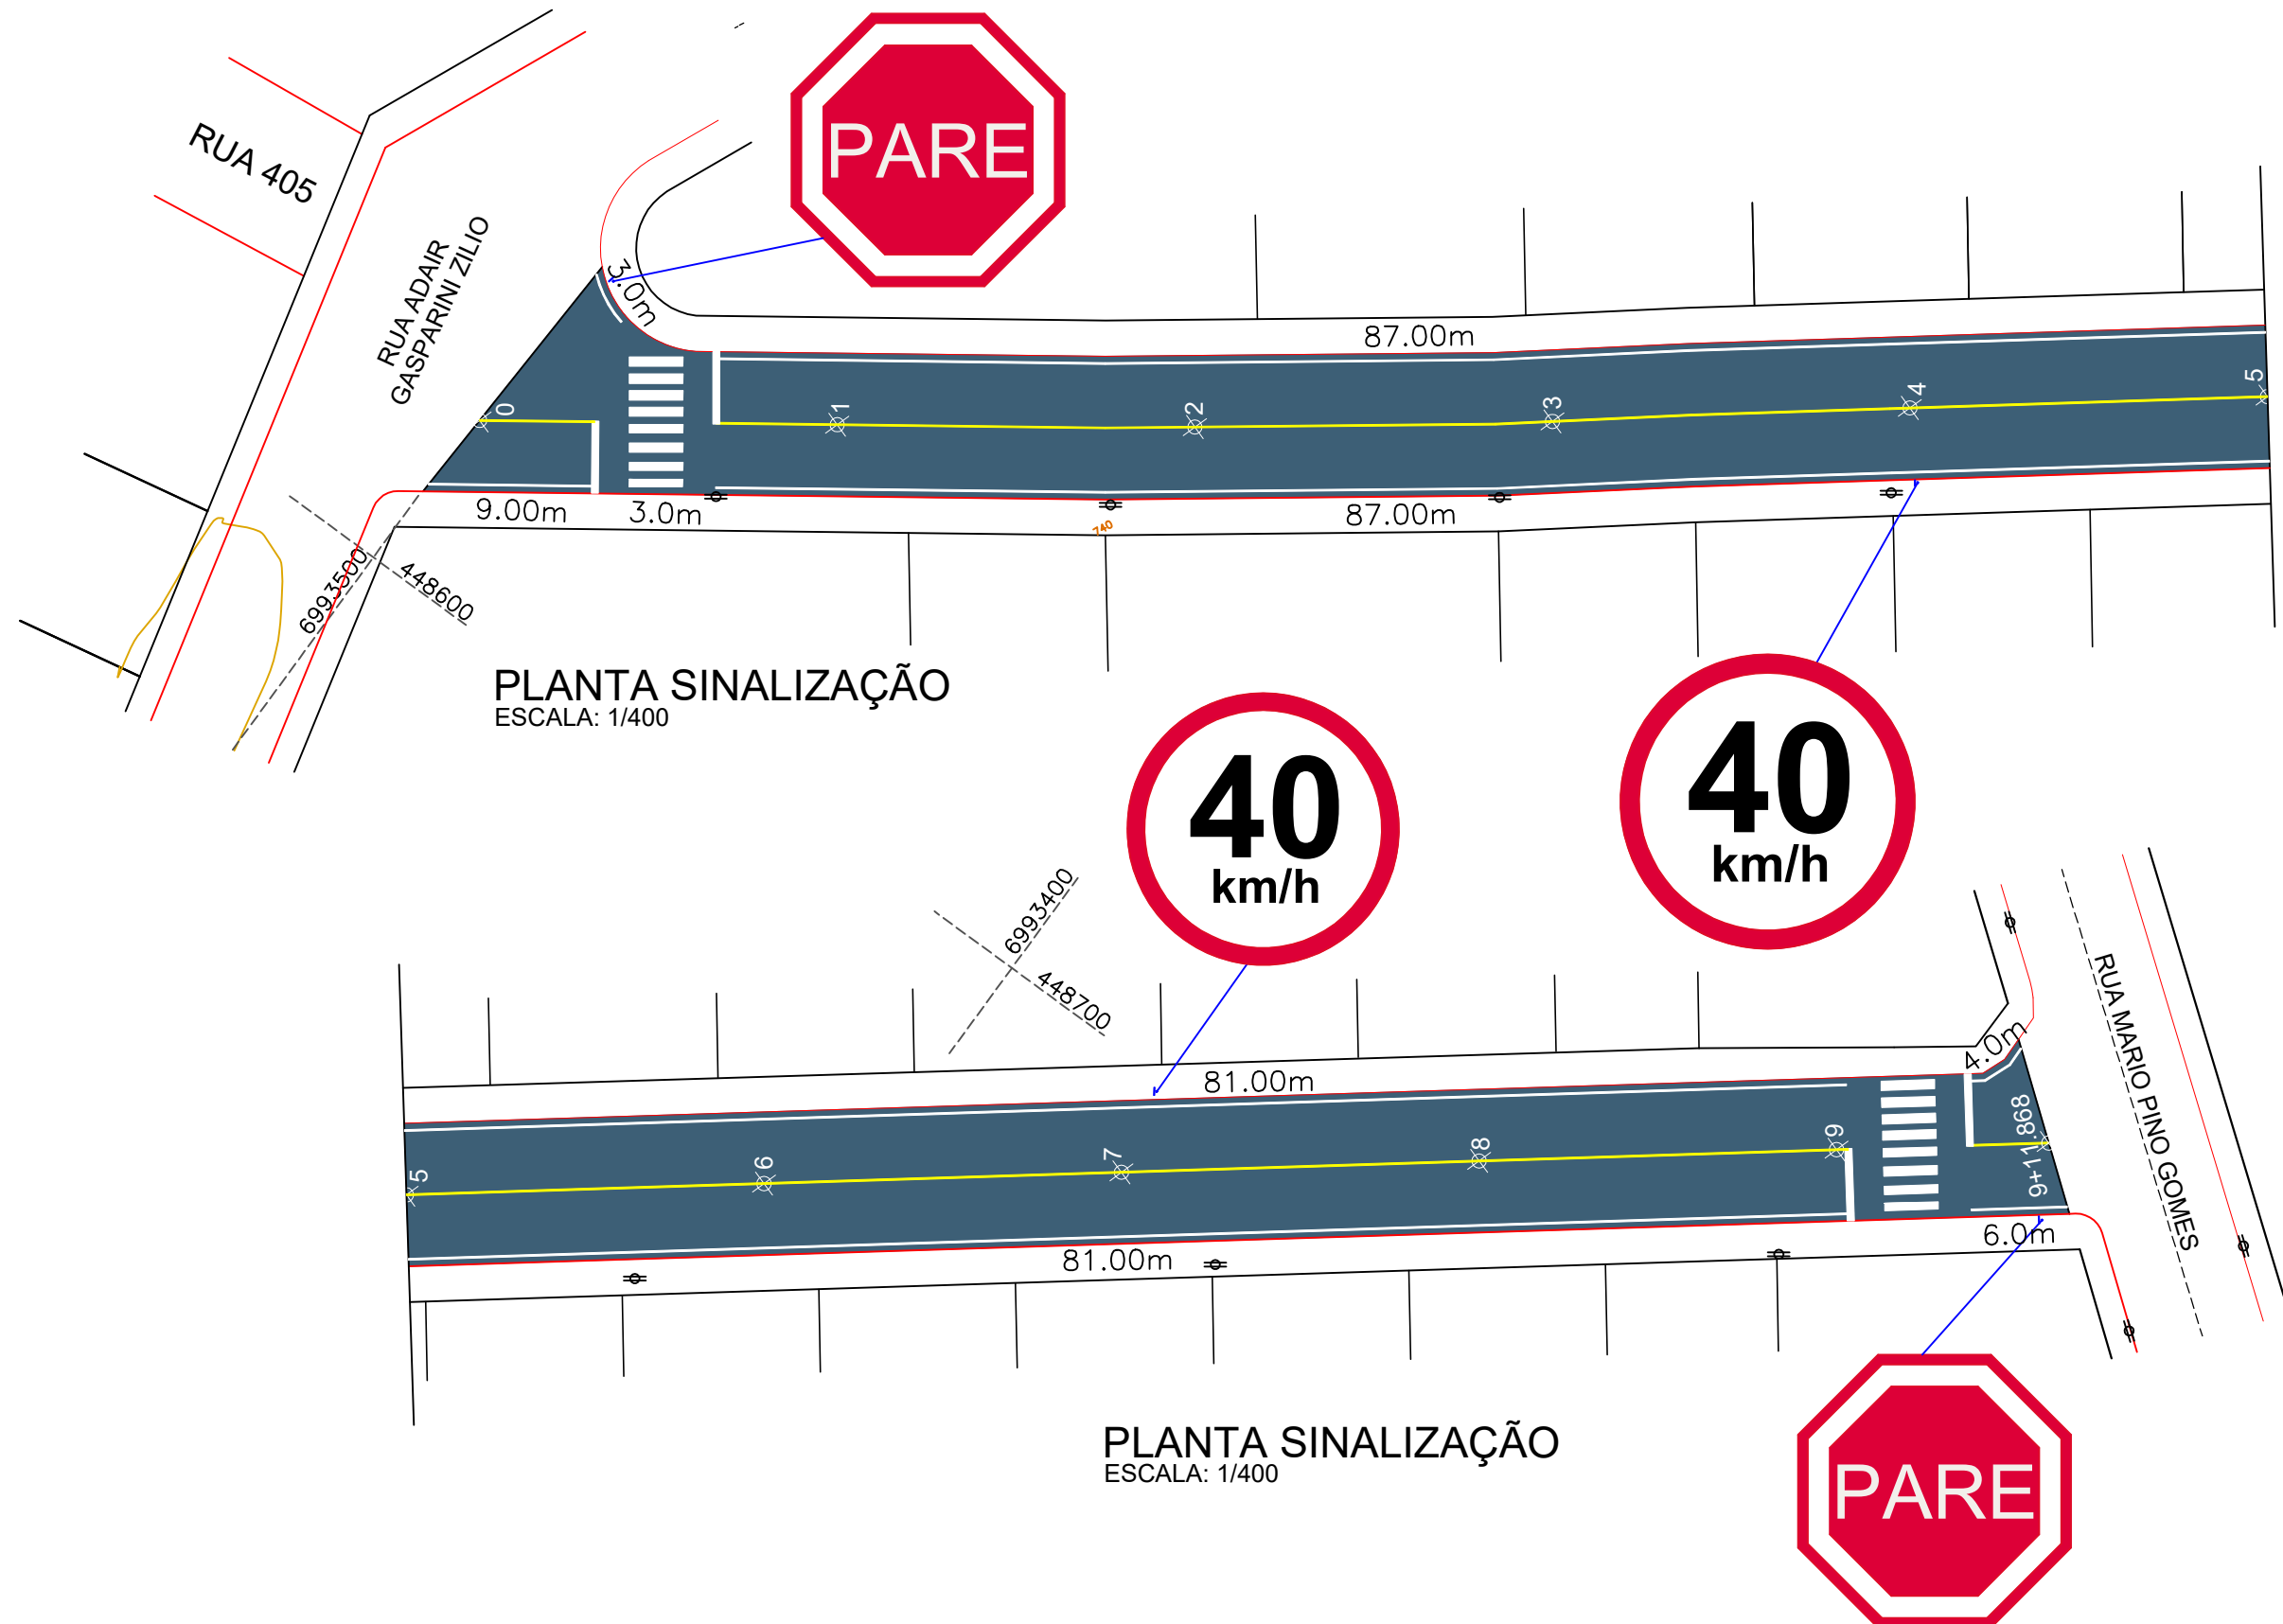 PARE
RUA 405
RUA ADAIR
GASPARINI ZILIO
3.0m
87.00m
0
1
2
3
4
5
9.00m
3.0m
87.00m
740
6993500
448600
PLANTA SINALIZAÇÃO
ESCALA: 1/400
40
km/h
40
km/h
6993400
448700
RUA MARIO PINO GOMES
4.0m
81.00m
5
6
7
8
9
9+11.868
81.00m
6.0m
PLANTA SINALIZAÇÃO
ESCALA: 1/400
PARE